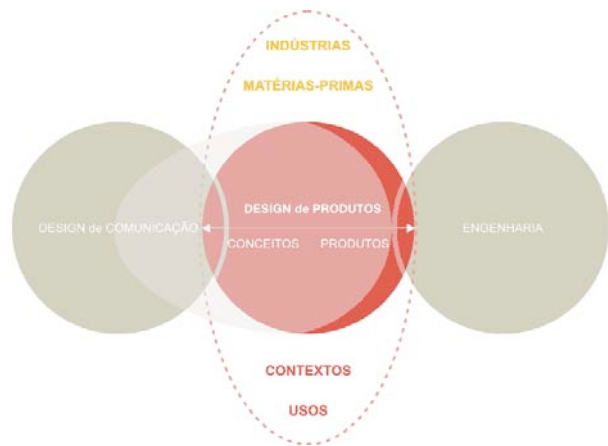 INDÚSTRIAS
MATÉRIAS-PRIMAS
DESIGN de PRODUTOS
DESIGN de COMUNICAÇÃO
ENGENHARIA
CONCEITOS PRODUTOS
CONTEXTOS
USOS